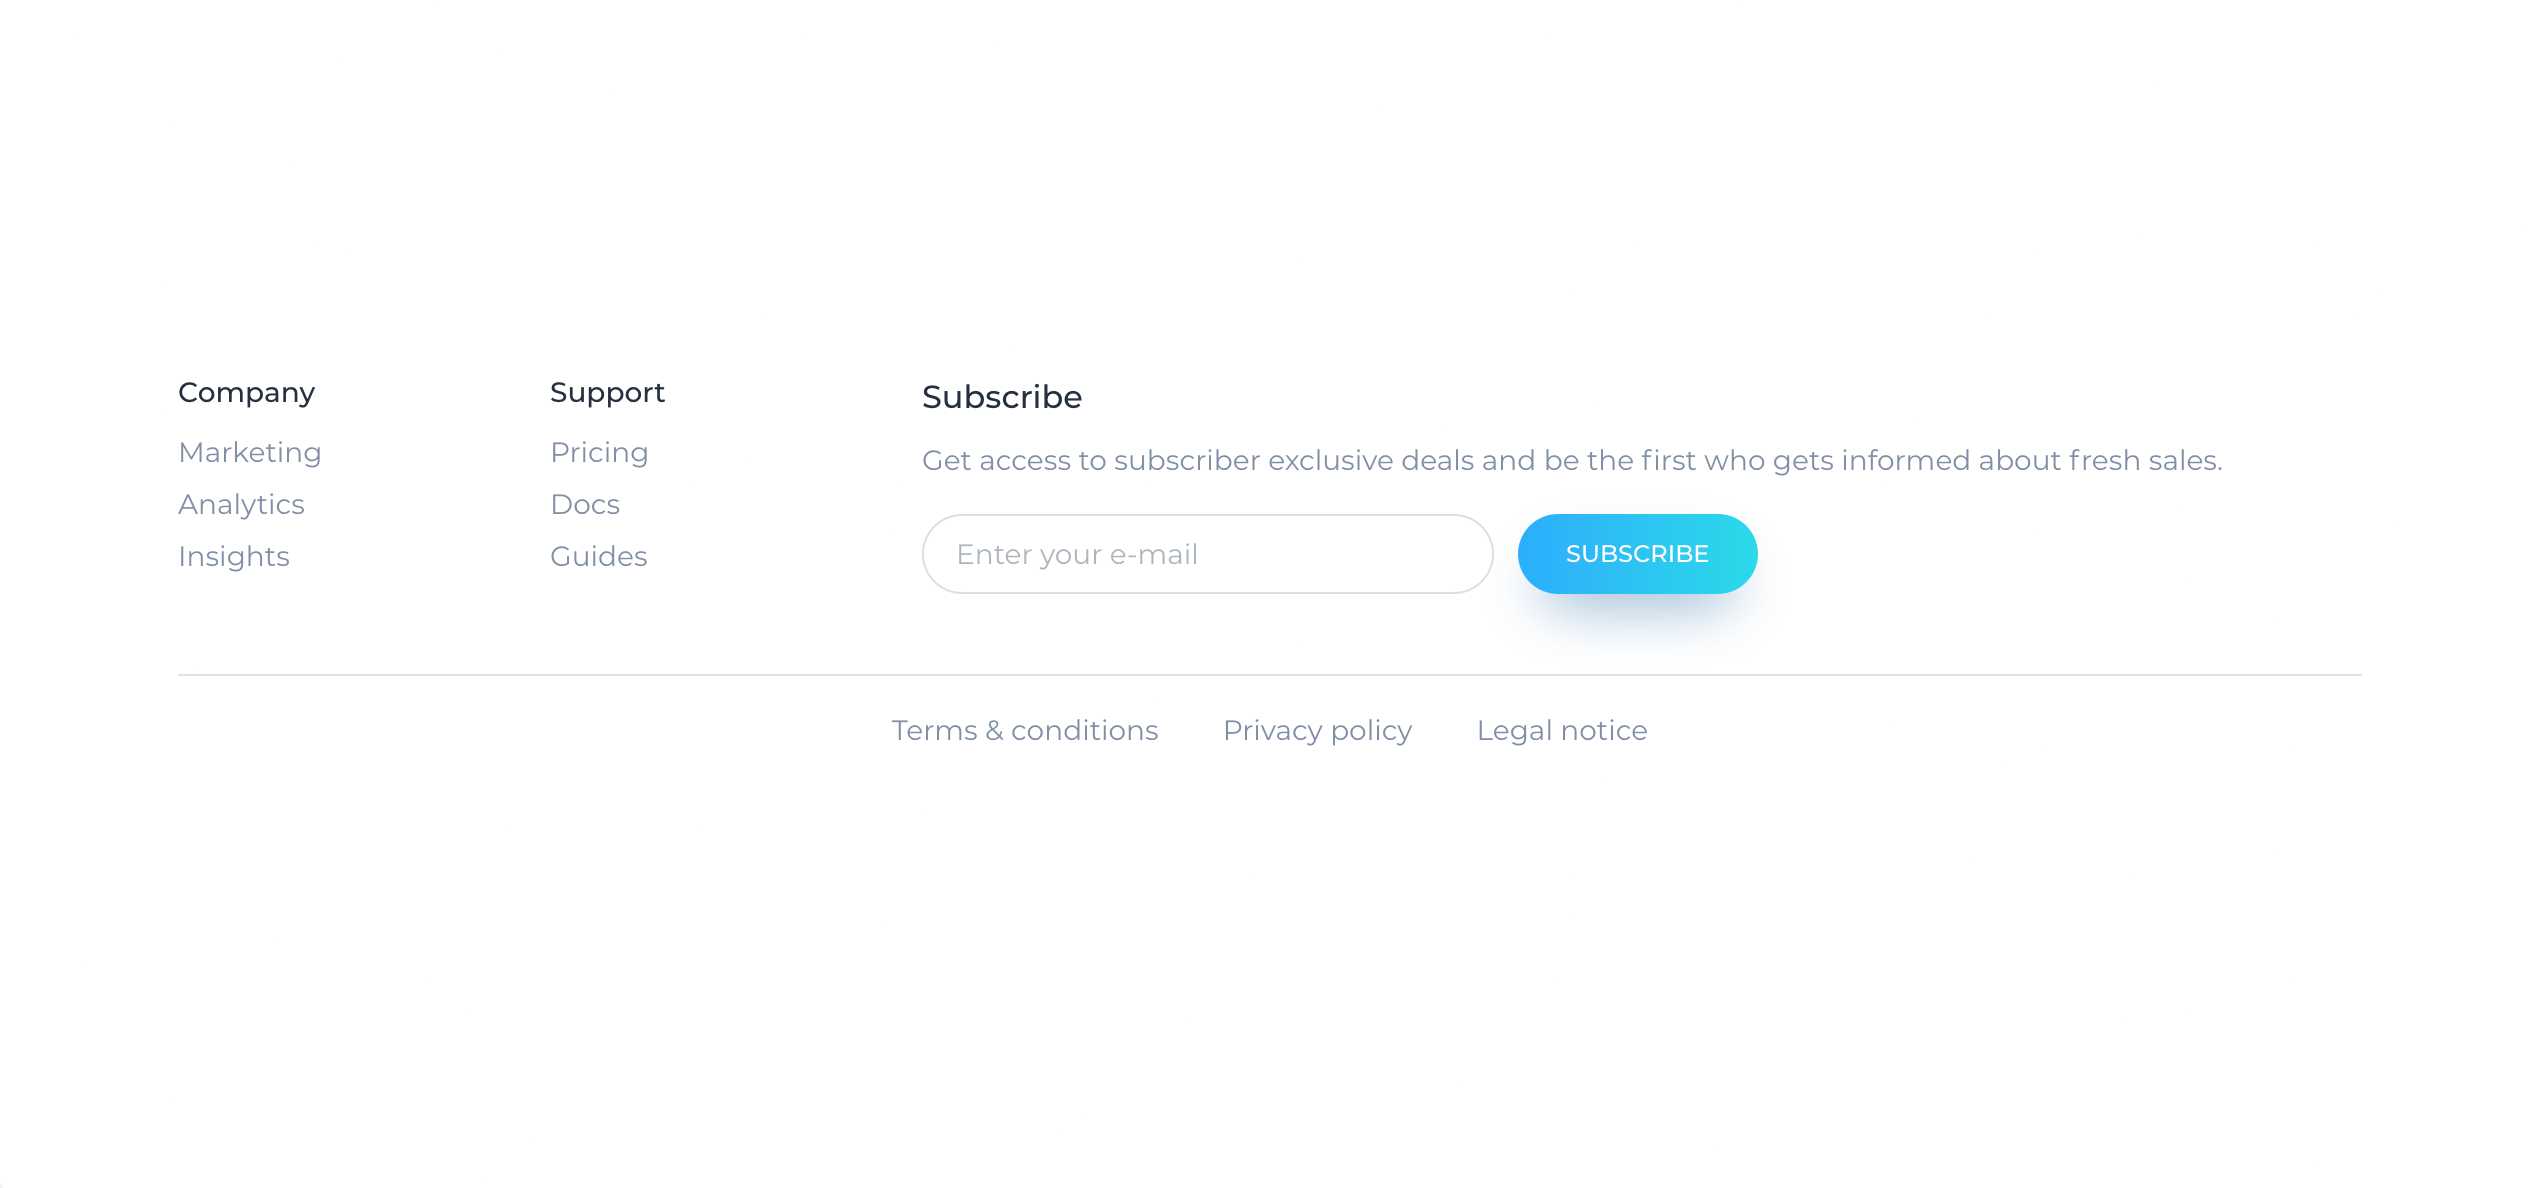 Company
Marketing
Analytics
Insights
Support
Pricing
Docs
Guides
Subscribe
Get access to subscriber exclusive deals and be the first who gets informed about fresh sales.
Enter your e-mail
SUBSCRIBE
Terms & conditions
Privacy policy
Legal notice